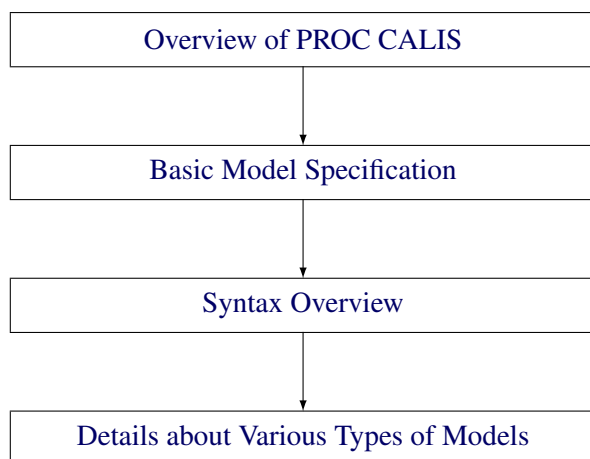 Overview of PROC CALIS
Basic Model Specification
Syntax Overview
Details about Various Types of Models